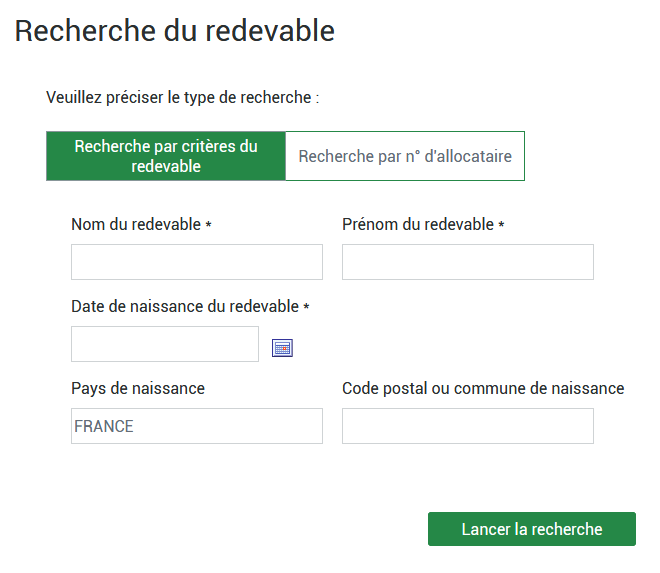 Recherche du redevable
Veuillez préciser le type de recherche :
Recherche par critères du
redevable
Recherche par n° d'allocataire
Nom du redevable *
Prénom du redevable *
Date de naissance du redevable *
Pays de naissance
Code postal ou commune de naissance
FRANCE
Lancer la recherche